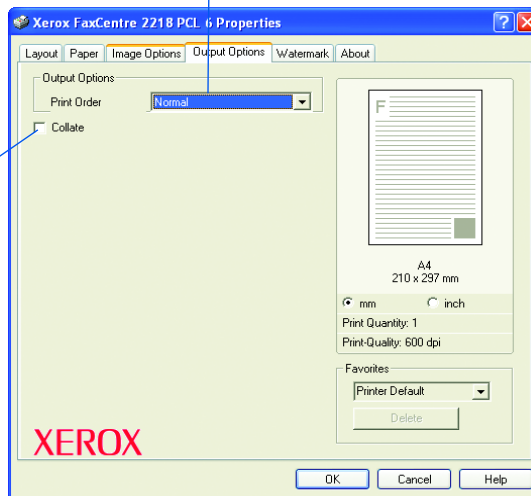 Xerox FaxCentre 2218 PCL 6 Properties
Layout Paper Image Options Output Options Watermark About
Output Options
Print Order Normal
Collate
F
A4
210 x 297 mm
mm inch
Print Quantity: 1
Print-Quality: 600 dpi
Favorites
Printer Default
Delete
XEROX
OK Cancel Help